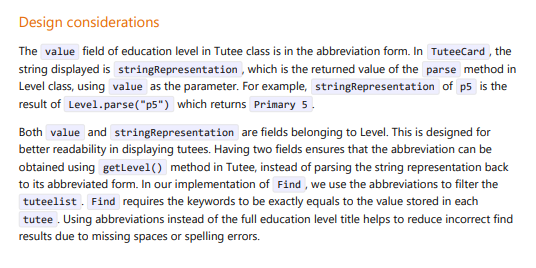 Design considerations
The value field of education level in Tutee class is in the abbreviation form. In TuteeCard , the
string displayed is stringRepresentation , which is the returned value of the parse method in
Level class, using value as the parameter. For example, stringRepresentation of p5 is the
result of Level.parse("p5") which returns Primary 5 .
Both value and stringRepresentation are fields belonging to Level. This is designed for
better readability in displaying tutees. Having two fields ensures that the abbreviation can be
obtained using getLevel() method in Tutee, instead of parsing the string representation back
to its abbreviated form. In our implementation of Find , we use the abbreviations to filter the
tuteelist . Find requires the keywords to be exactly equals to the value stored in each
tutee . Using abbreviations instead of the full education level title helps to reduce incorrect find
results due to missing spaces or spelling errors.